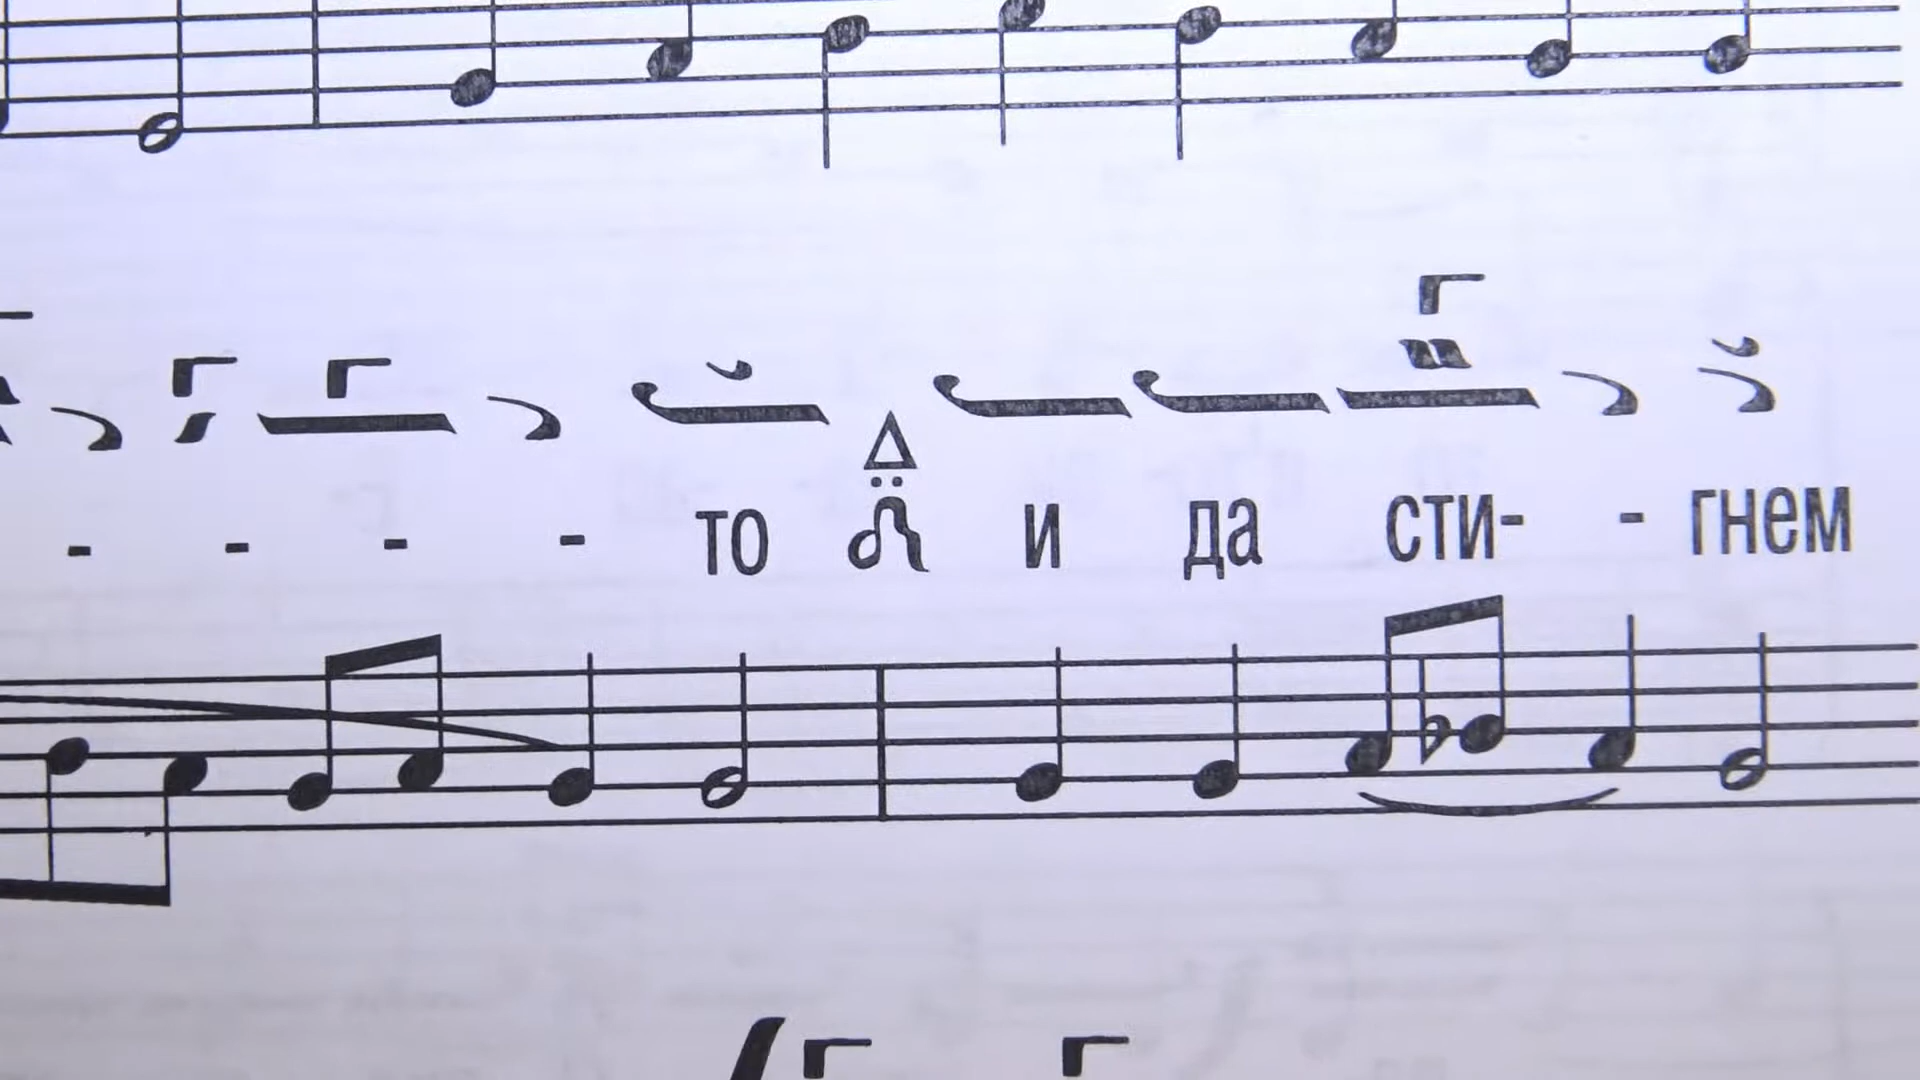 - - - - то и да сти- - гнем